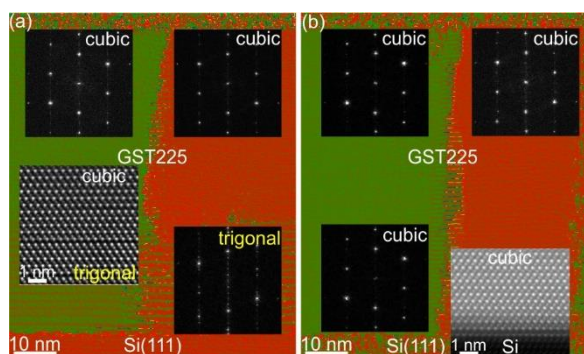 (a)
cubic
cubic
GST225
cubic
trigonal
1 nm
trigonal
10 nm
Si(111)
(b)
cubic
cubic
GST225
cubic
cubic
10 nm
Si(111)
1 nm
Si